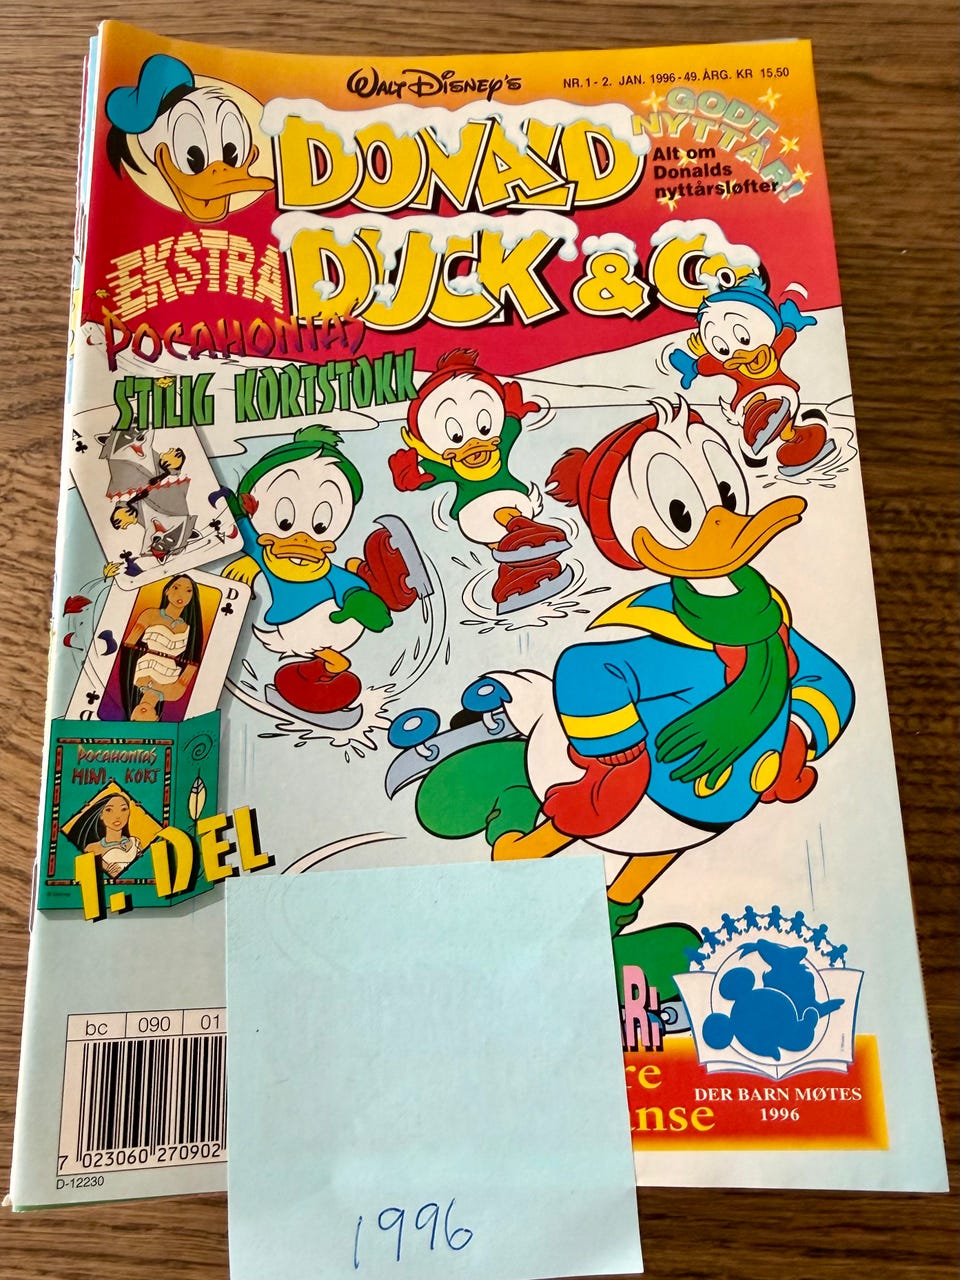 WALT DISNEY'S
NR. 1 - 2. JAN. 1996 - 49. ÅRG. KR 15,50
DONALD
DUCK & Co
GODT
NYTTÅR!
Alt om
Donalds
nyttårsløfter
EKSTRA
POCAHONTAS
STILIG KORTSTOKK
A
D
D
POCAHONTAS
MINI-KORT
1. DEL
bc 090 01
7 023060 270902
D-12230
R!
re
nse
DER BARN MØTES
1996
1996